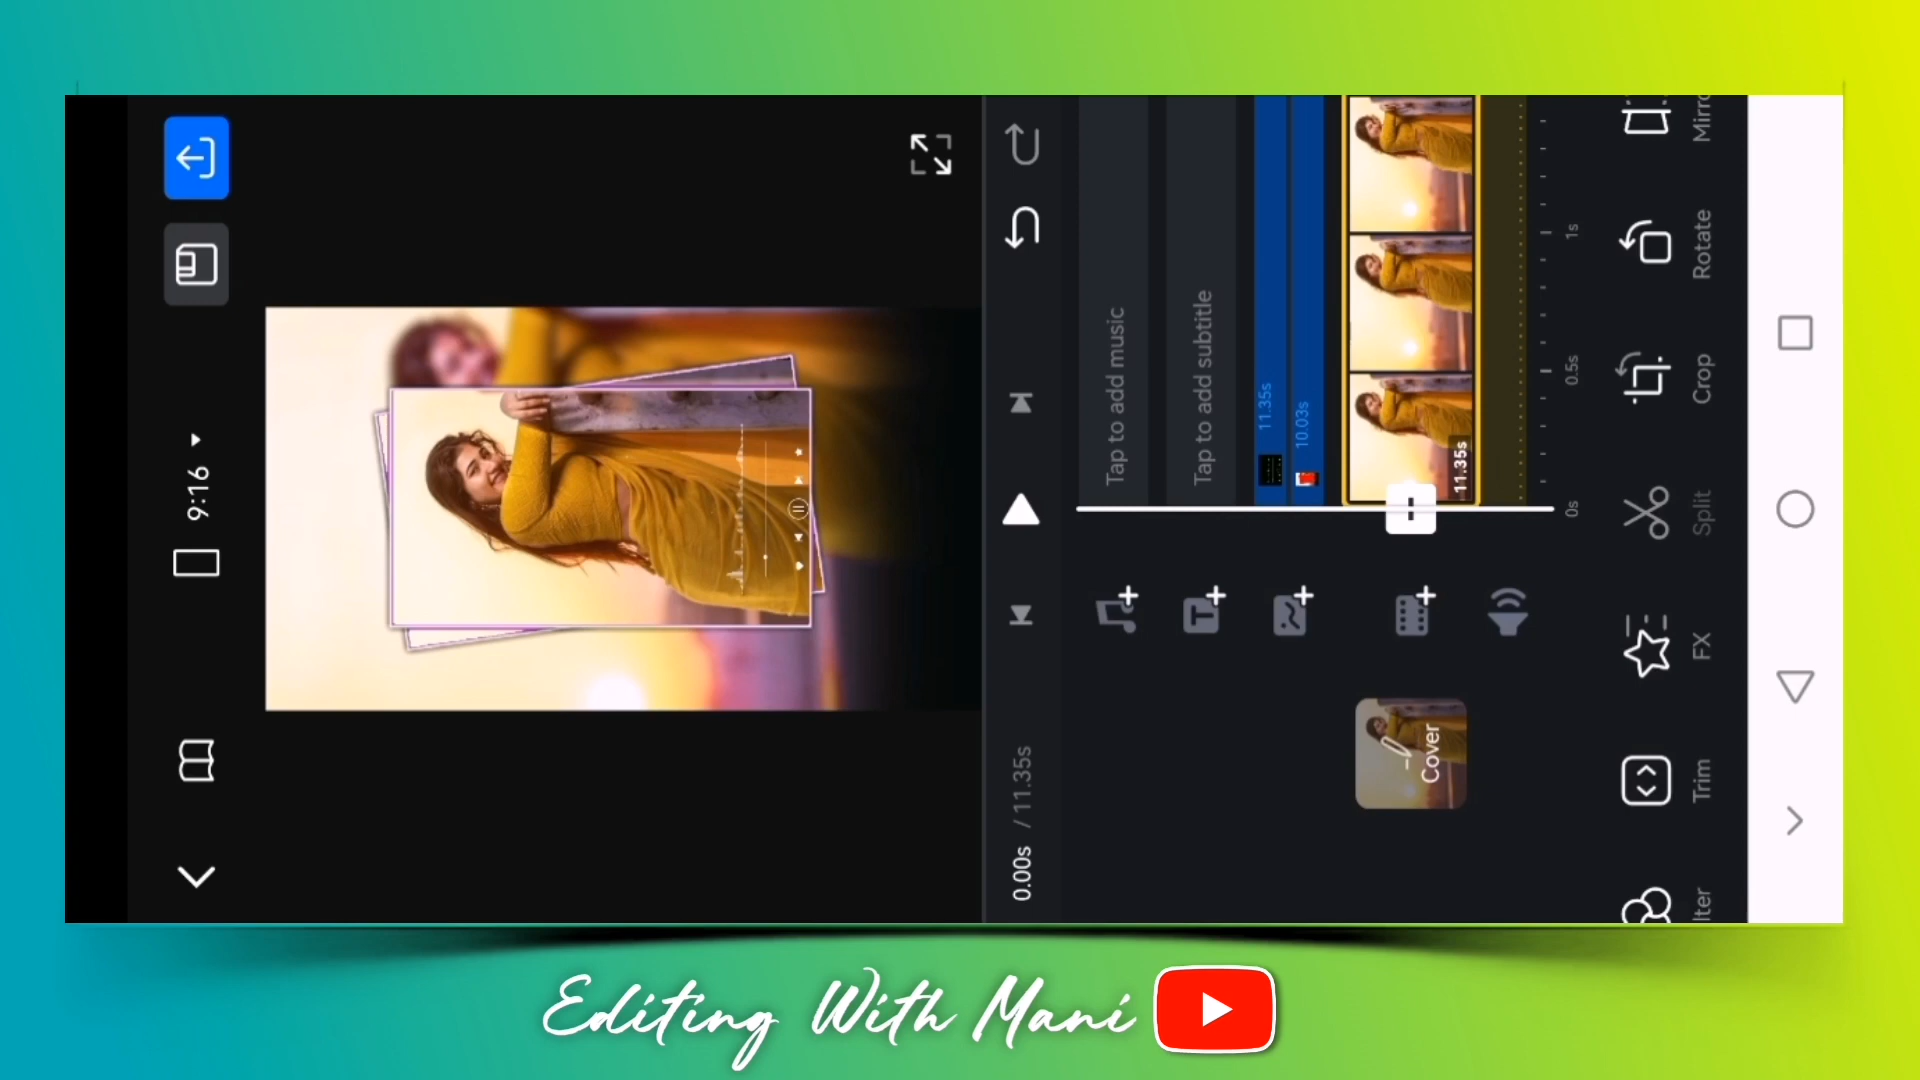 9:16
0.00s / 11.35s
Tap to add music
Tap to add subtitle
11.35s
10.03s
11.35s
0s
0.5s
1s
Cover
lter
Trim
FX
Split
Crop
Rotate
Mirro
Editing With Mani